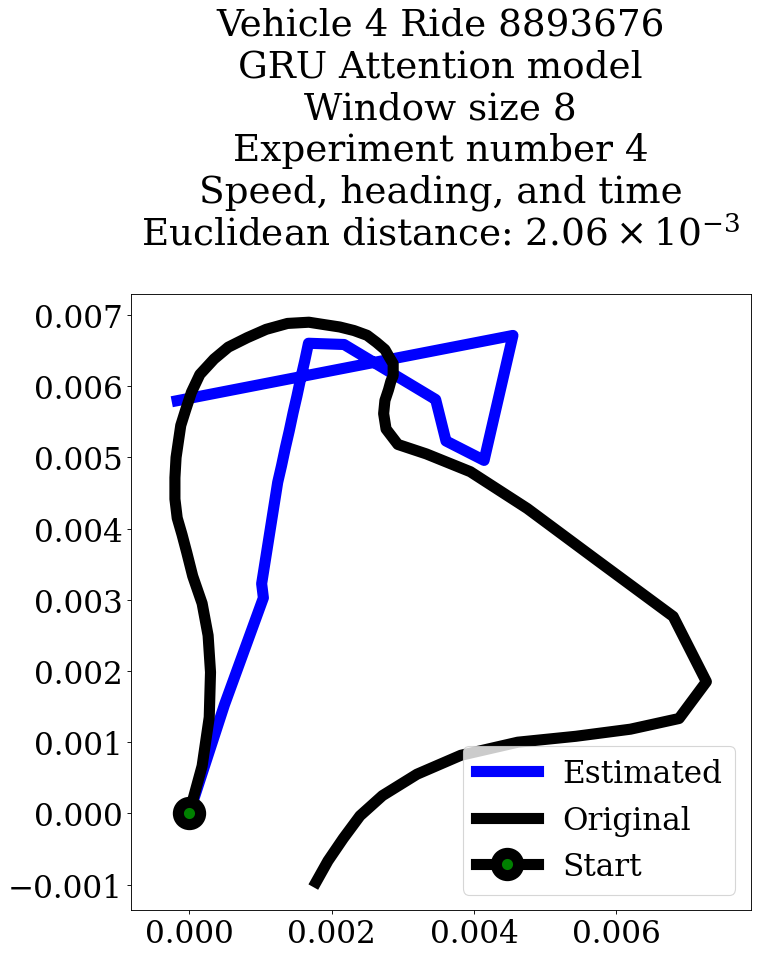 Vehicle 4 Ride 8893676
GRU Attention model
Window size 8
Experiment number 4
Speed, heading, and time
Euclidean distance: 2.06 × 10⁻³
0.007
0.006
0.005
0.004
0.003
0.002
0.001
0.000
−0.001
0.000 0.002 0.004 0.006
Estimated
Original
Start